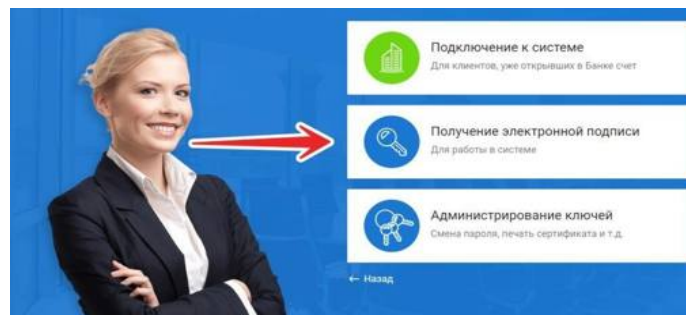 Подключение к системе
Для клиентов, уже открывших в Банке счет
Получение электронной подписи
Для работы в системе
Администрирование ключей
Смена пароля, печать сертификата и т.д.
← Назад